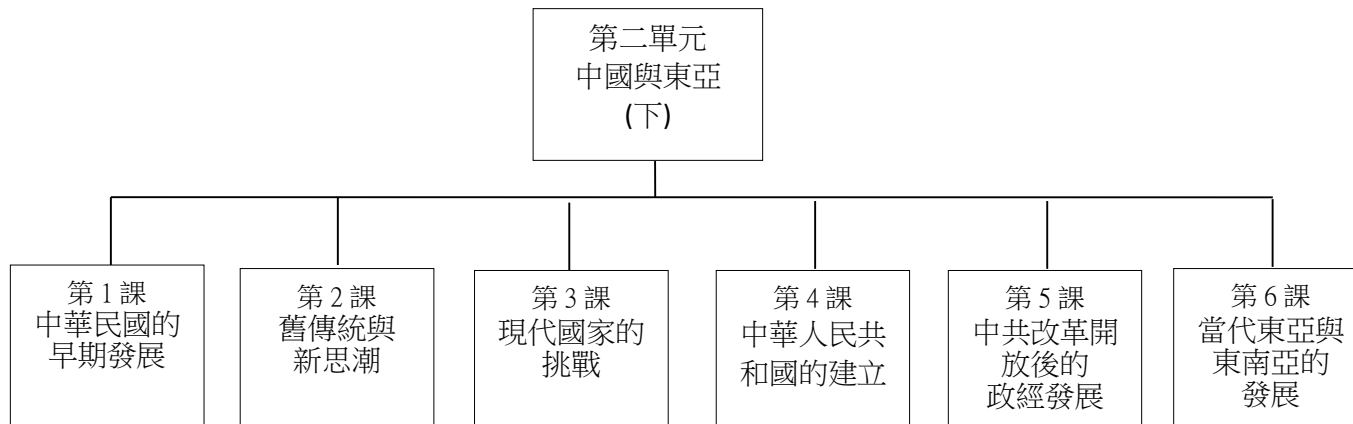 第二單元
中國與東亞
(下)
第 1 課
中華民國的
早期發展
第 2 課
舊傳統與
新思潮
第 3 課
現代國家的
挑戰
第 4 課
中華人民共
和國的建立
第 5 課
中共改革開
放後的
政經發展
第 6 課
當代東亞與
東南亞的
發展